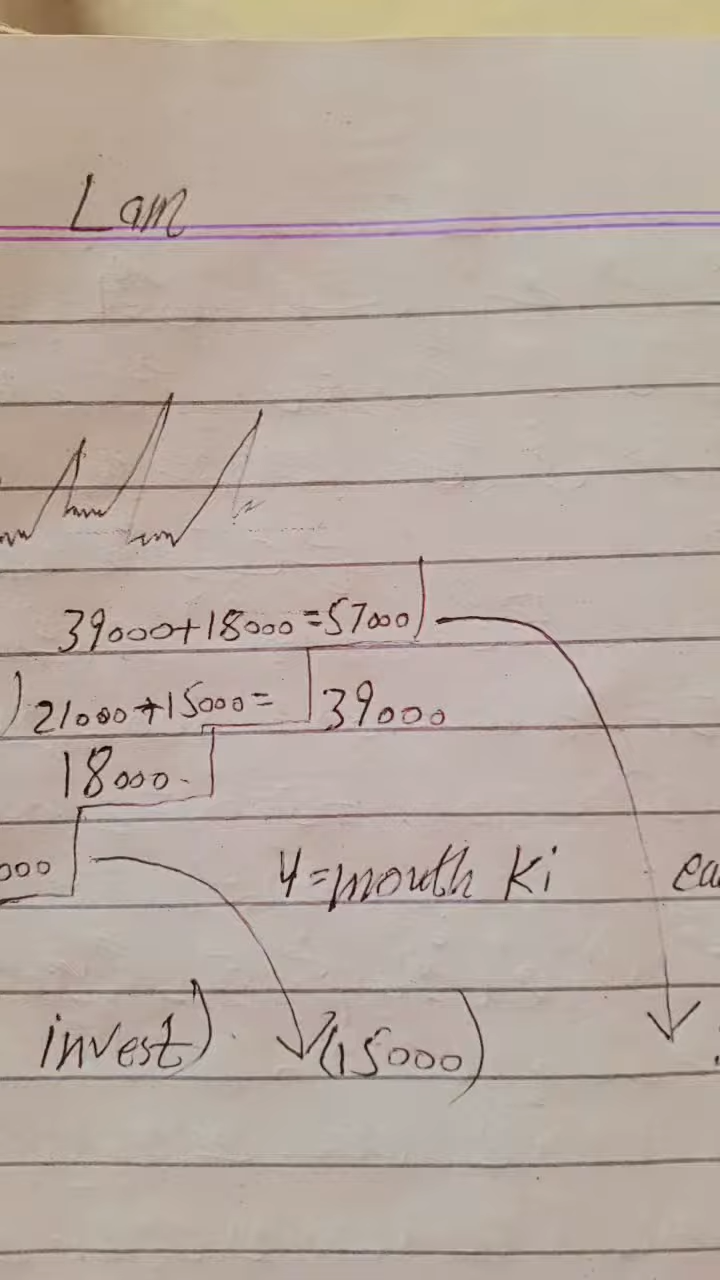 Lam
39000+18000=57000)
)21000+15000= 39000
18000.
000
4=mouth Ki
invest). (15000)